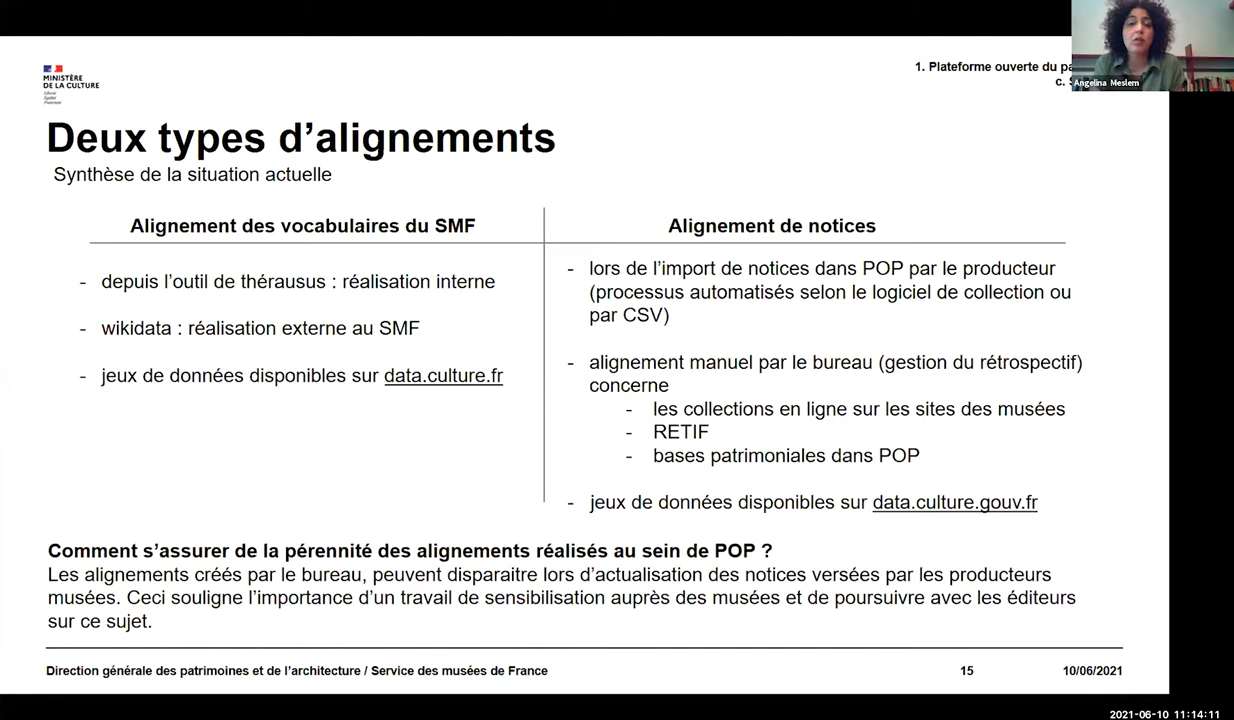 MINISTÈRE
DE LA CULTURE
Liberté
Égalité
Fraternité
1. Plateforme ouverte du
c.
Angelina Meslem
Deux types d’alignements
Synthèse de la situation actuelle
Alignement des vocabulaires du SMF
- depuis l’outil de thérausus : réalisation interne
- wikidata : réalisation externe au SMF
- jeux de données disponibles sur data.culture.fr
Alignement de notices
- lors de l’import de notices dans POP par le producteur
(processus automatisés selon le logiciel de collection ou
par CSV)
- alignement manuel par le bureau (gestion du rétrospectif)
concerne
- les collections en ligne sur les sites des musées
- RETIF
- bases patrimoniales dans POP
- jeux de données disponibles sur data.culture.gouv.fr
Comment s’assurer de la pérennité des alignements réalisés au sein de POP ?
Les alignements créés par le bureau, peuvent disparaitre lors d’actualisation des notices versées par les producteurs
musées. Ceci souligne l’importance d’un travail de sensibilisation auprès des musées et de poursuivre avec les éditeurs
sur ce sujet.
Direction générale des patrimoines et de l’architecture / Service des musées de France
15
10/06/2021
2021-06-10 11:14:11